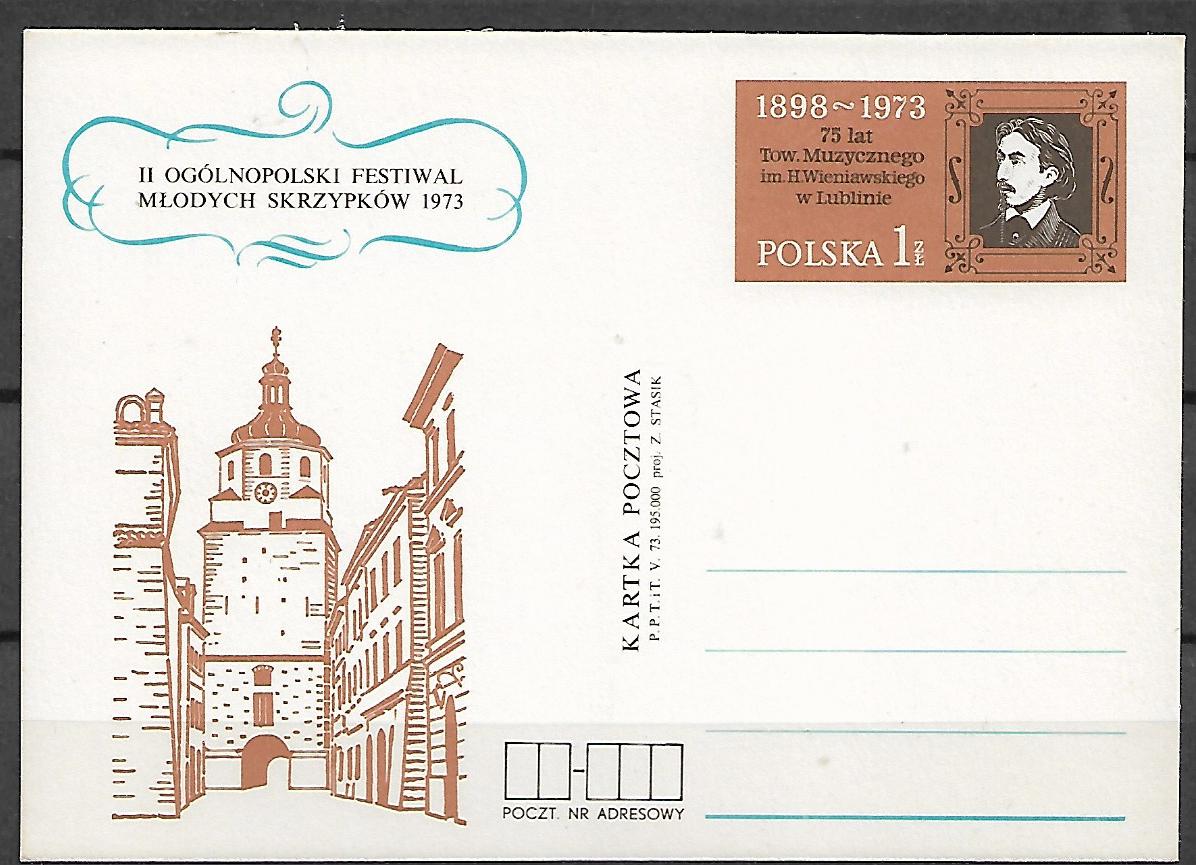 II OGÓLNOPOLSKI FESTIWAL
MŁODYCH SKRZYPKÓW 1973
1898~1973
75 lat
Tow. Muzycznego
im. H. Wieniawskiego
w Lublinie
POLSKA 1 ZŁ
KARTKA POCZTOWA
P.P.T. i T. V. 73. 195.000 proj. Z. STASIK
POCZT. NR ADRESOWY